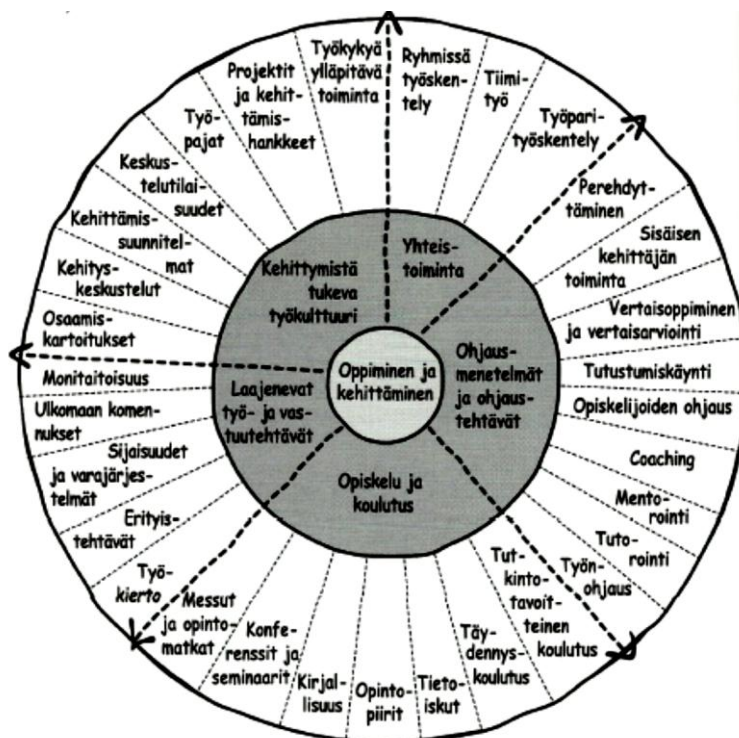 Työkykyä
ylläpitävä
toiminta
Ryhmissä
työsken-
tely
Tiimi-
työ
Työpari-
työskentely
Perehdyt-
täminen
Sisäisen
kehittäjän
toiminta
Vertaisoppiminen
ja vertaisarviointi
Tutustumiskäynti
Opiskelijoiden ohjaus
Coaching
Mento-
rointi
Tuto-
rointi
Työn-
ohjaus
Tut-
kinto-
tavoit-
teinen
koulutus
Täy-
dennys-
koulutus
Tieto-
iskut
Opinto-
piirit
Kirjal-
lisuus
Konfe-
renssit ja
seminaarit
Messut
ja opinto-
matkat
Työ-
kierto
Erityis-
tehtävät
Sijaisuudet
ja varajärjes-
telmät
Ulkomaan komen-
nukset
Monitaitoisuus
Osaamis-
kartoitukset
Kehitys-
keskustelut
Kehittämis-
suunnitel-
mat
Keskus-
telutilai-
suudet
Työ-
pajat
Projektit
ja kehit-
tämis-
hankkeet
Kehittymistä
tukeva
työkulttuuri
Yhteis-
toiminta
Ohjaus-
menetelmät
ja ohjaus-
tehtävät
Opiskelu ja
koulutus
Laajenevat
työ- ja vas-
tuutehtävät
Oppiminen ja
kehittäminen